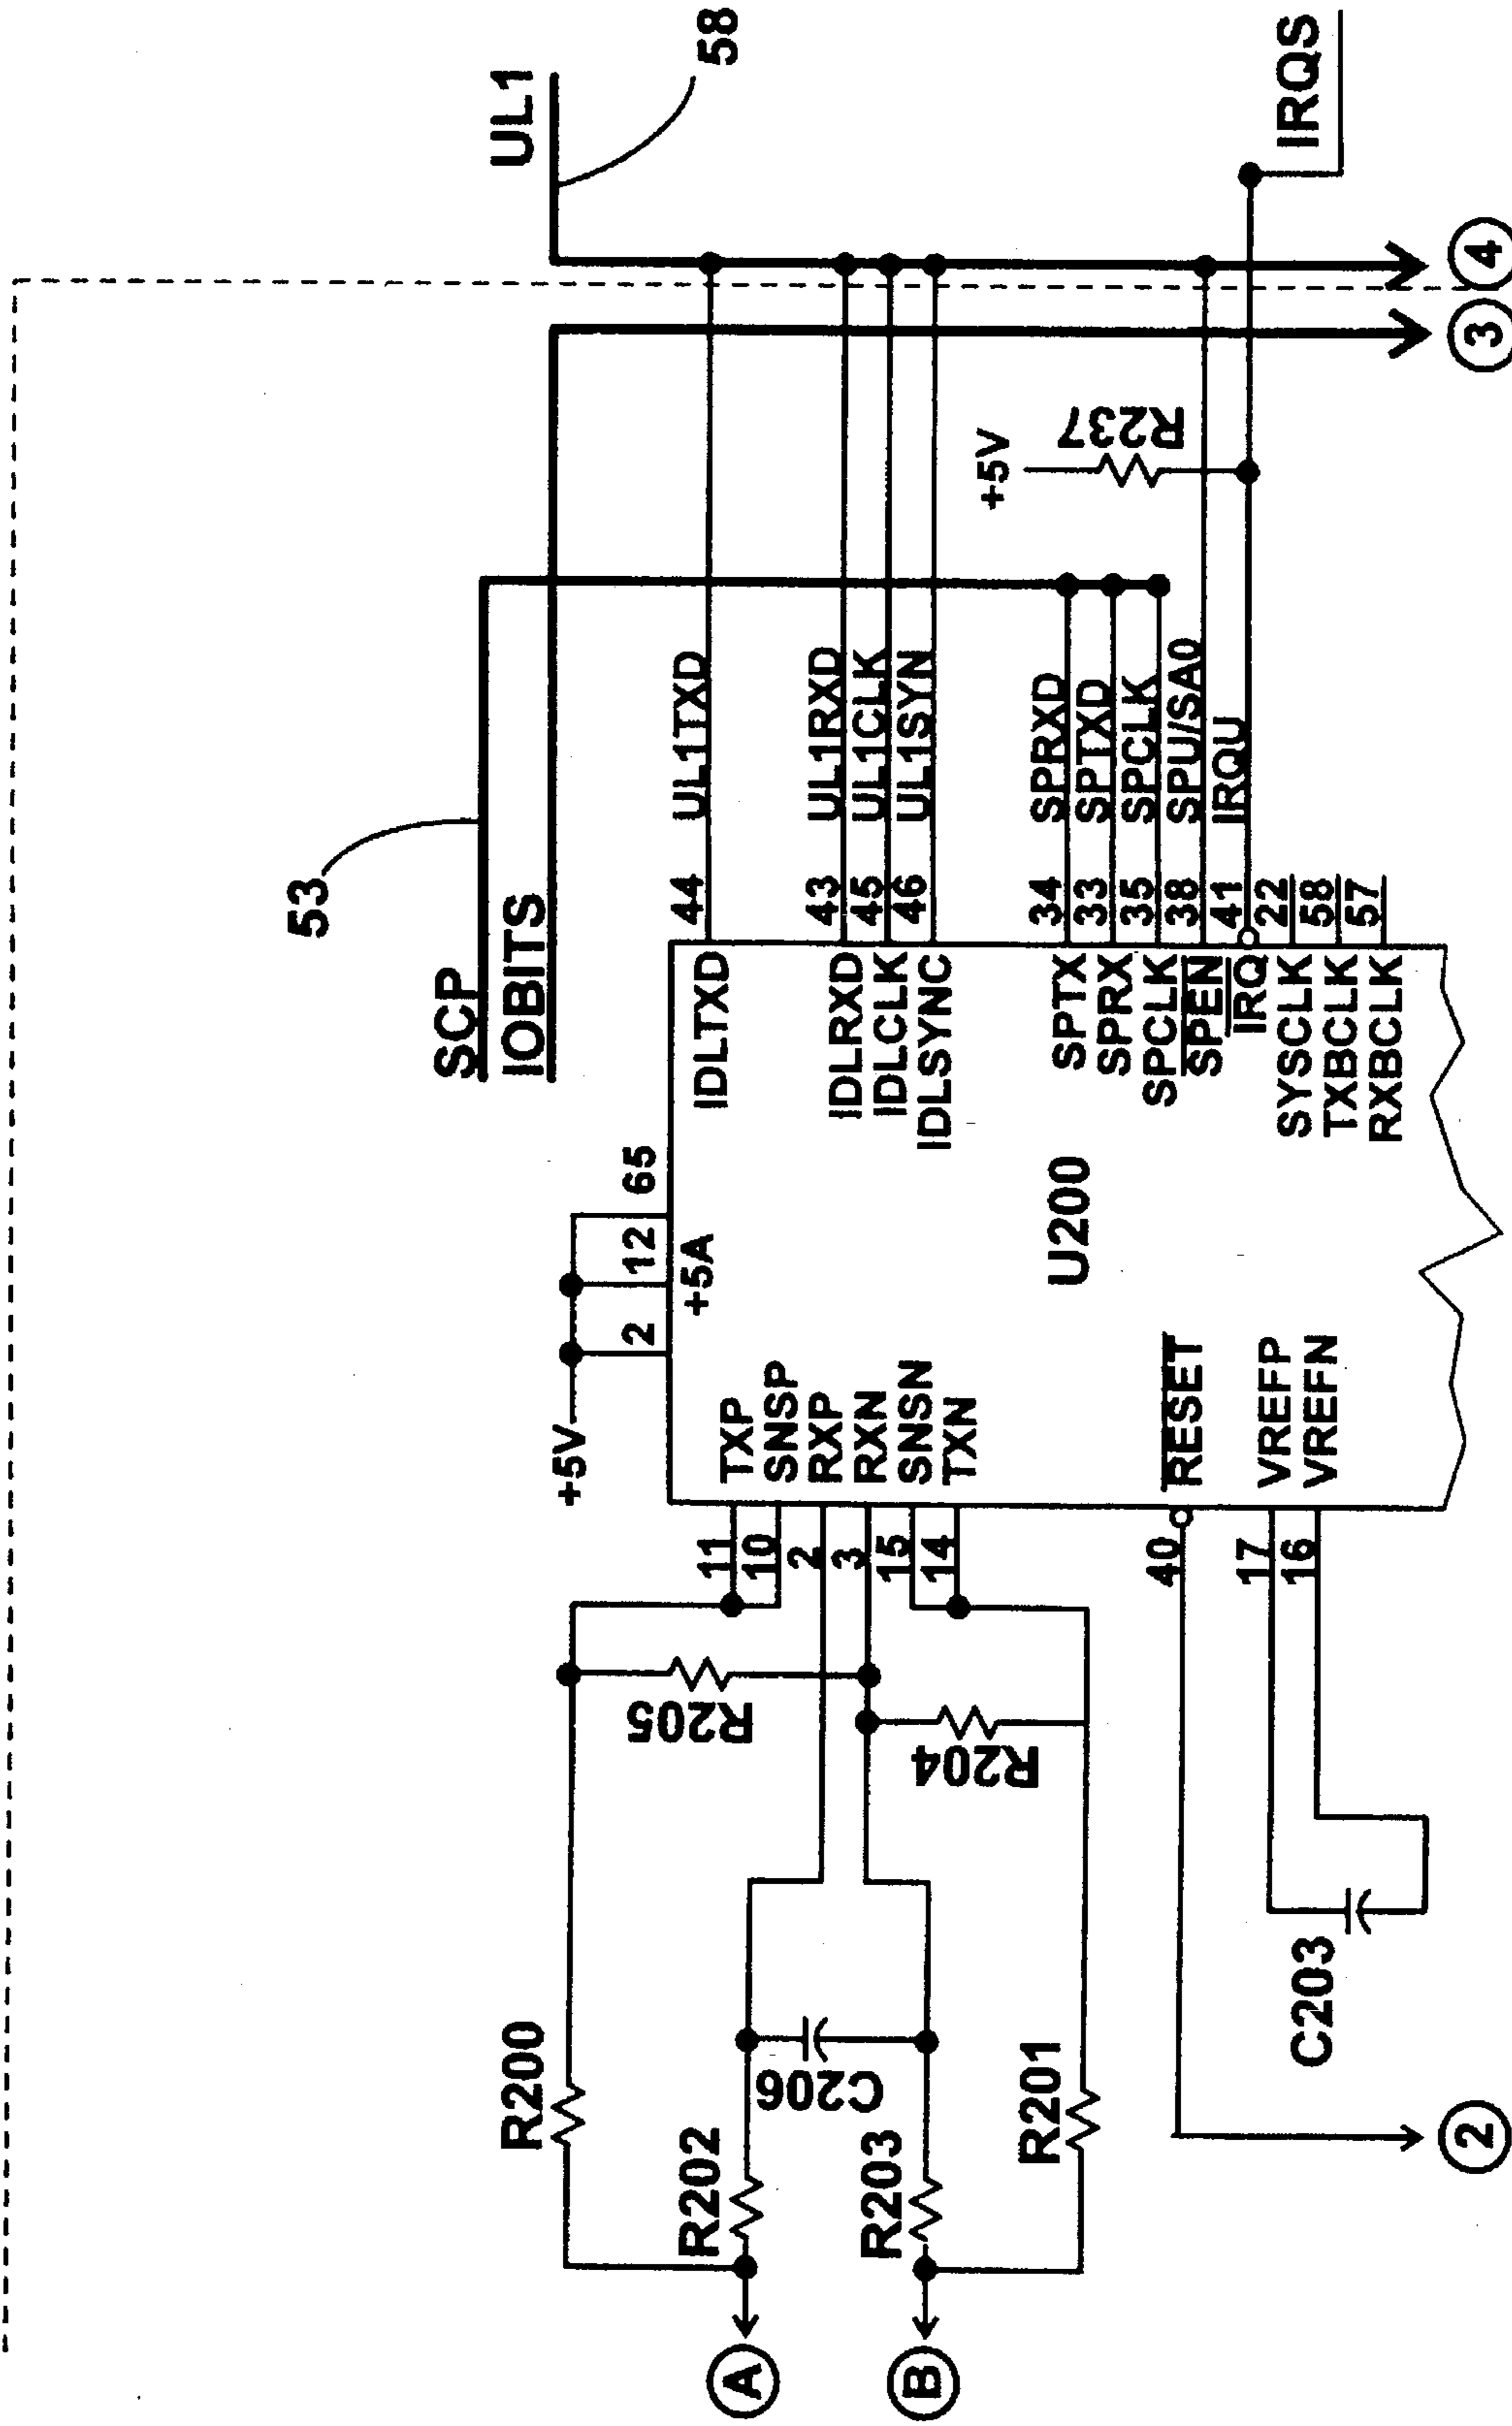 UL1
58
53
SCP
IOBITS
IRQS
+5V
R237
+5V
2
12
65
+5A
44
UL1TXD
IDLTXD
43
UL1RXD
IDLRXD
45
UL1CLK
IDLCLK
46
UL1SYN
IDLSYNC
34
SPRXD
SPTX
33
SPTXD
SPRX
35
SPCLK
SPCLK
38
SPU/SA0
SPEN
41
IRQU
IRQ
22
SYSCLK
58
TXBCLK
57
RXBCLK
U200
11
TXP
10
SNSP
2
RXP
3
RXN
15
SNSN
14
TXN
40
RESET
17
VREFP
16
VREFN
R200
R205
R202
C206
R204
R203
R201
C203
A
B
2
3
4